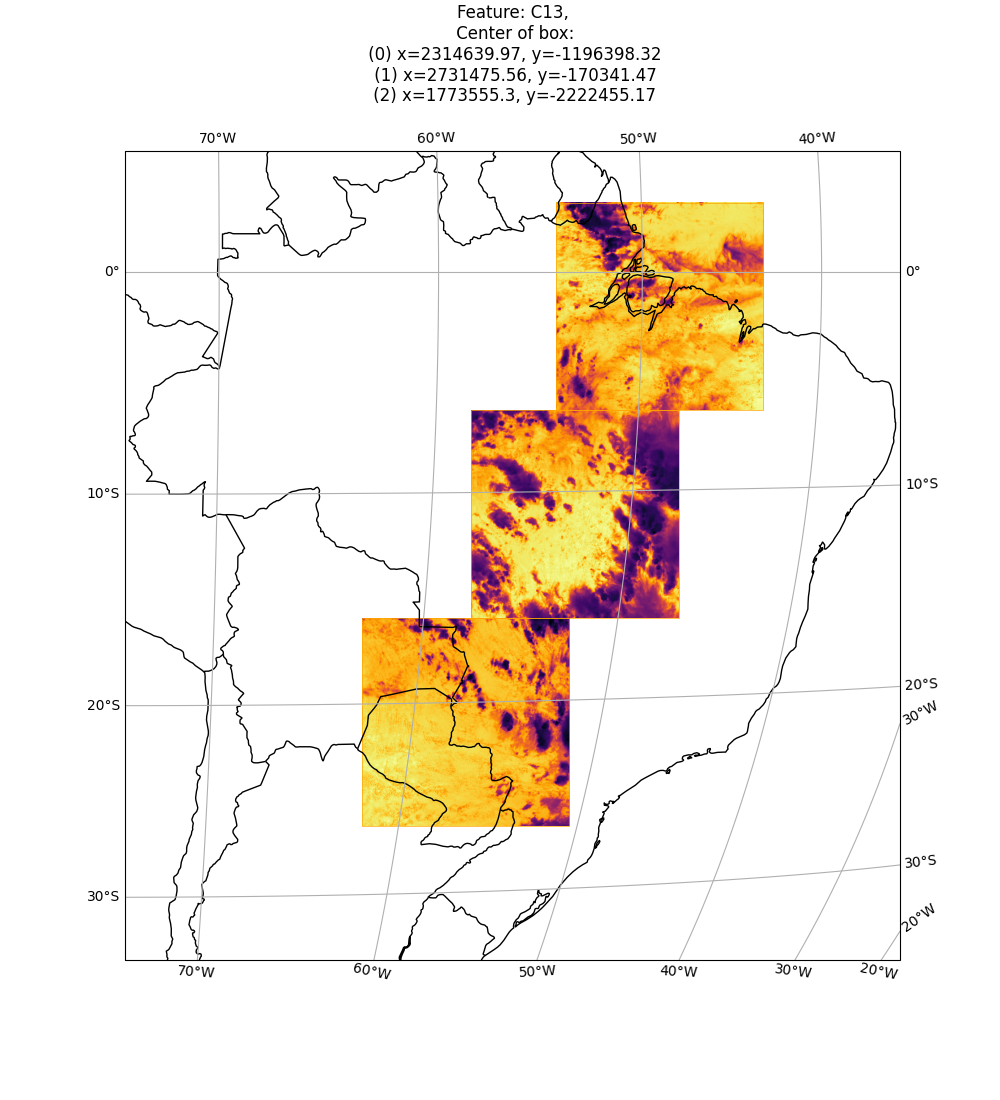 Feature: C13,
Center of box:
(0) x=2314639.97, y=-1196398.32
(1) x=2731475.56, y=-170341.47
(2) x=1773555.3, y=-2222455.17
70°W 60°W 50°W 40°W
0° 0°
10°S 10°S
20°S 20°S
30°W
30°S 30°S
20°W
70°W 60°W 50°W 40°W 30°W 20°W